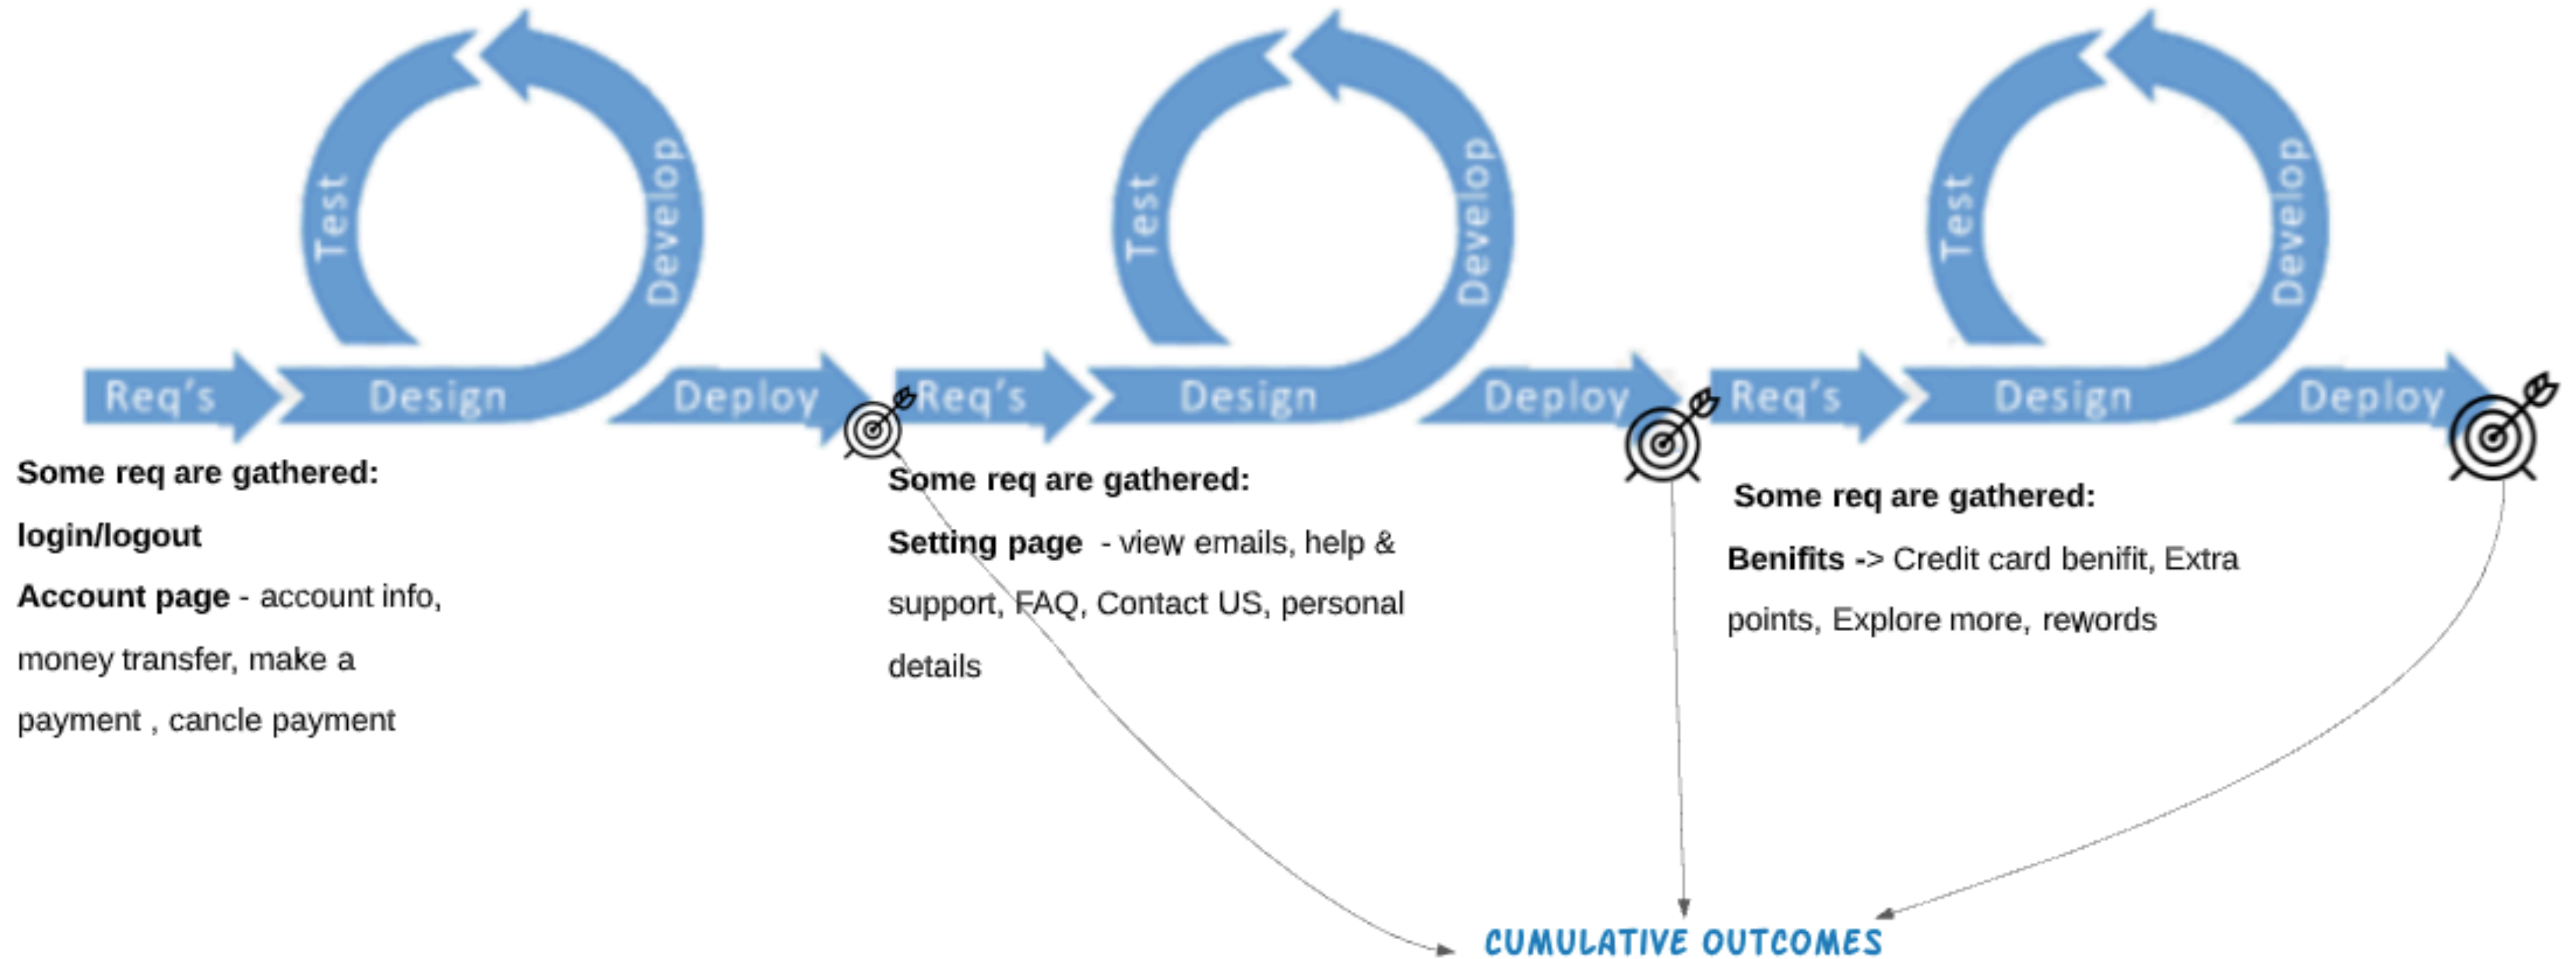 Test
Develop
Req's
Design
Deploy
Test
Develop
Req's
Design
Deploy
Test
Develop
Req's
Design
Deploy
Some req are gathered:
login/logout
Account page - account info,
money transfer, make a
payment , cancle payment
Some req are gathered:
Setting page - view emails, help &
support, FAQ, Contact US, personal
details
Some req are gathered:
Benifits -> Credit card benifit, Extra
points, Explore more, rewords
CUMULATIVE OUTCOMES